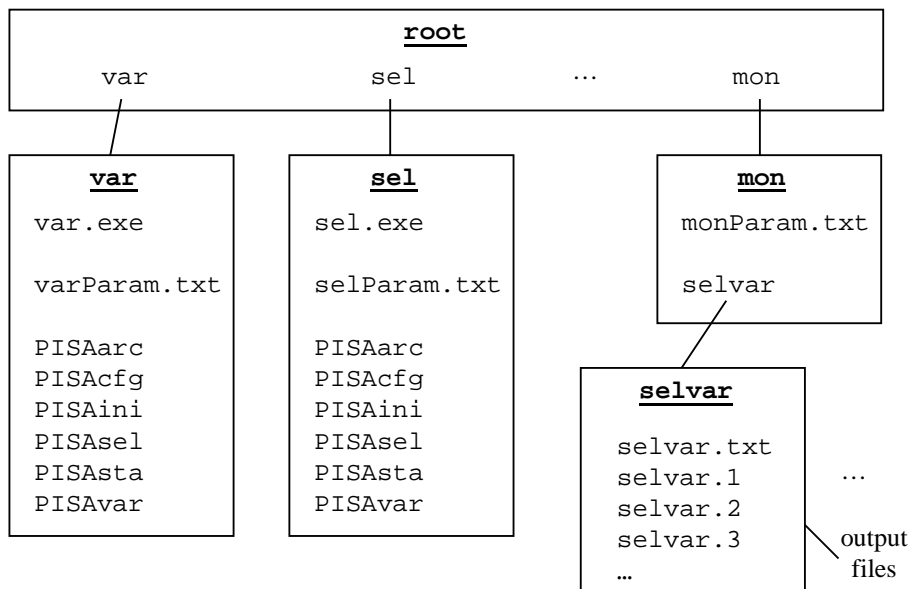 root
var sel ... mon
var
var.exe
varParam.txt
PISAarc
PISAcfg
PISAini
PISAsel
PISAsta
PISAvar
sel
sel.exe
selParam.txt
PISAarc
PISAcfg
PISAini
PISAsel
PISAsta
PISAvar
mon
monParam.txt
selvar
selvar
selvar.txt
selvar.1
selvar.2
selvar.3
…
...
output
files